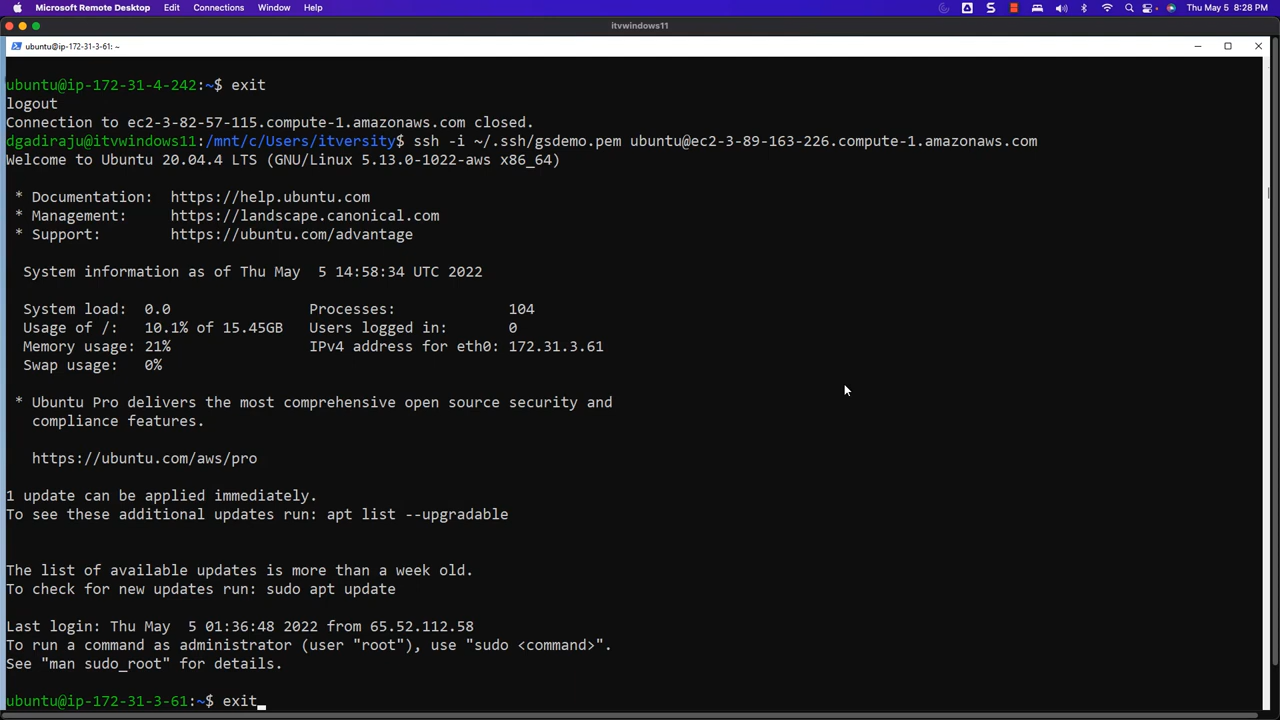 Microsoft Remote Desktop Edit Connections Window Help Thu May 5 8:28 PM
itvwindows11
ubuntu@ip-172-31-3-61: ~
ubuntu@ip-172-31-4-242:~$ exit
logout
Connection to ec2-3-82-57-115.compute-1.amazonaws.com closed.
dgadiraju@itvwindows11:/mnt/c/Users/itversity$ ssh -i ~/.ssh/gsdemo.pem ubuntu@ec2-3-89-163-226.compute-1.amazonaws.com
Welcome to Ubuntu 20.04.4 LTS (GNU/Linux 5.13.0-1022-aws x86_64)
* Documentation: https://help.ubuntu.com
* Management: https://landscape.canonical.com
* Support: https://ubuntu.com/advantage
System information as of Thu May 5 14:58:34 UTC 2022
System load: 0.0 Processes: 104
Usage of /: 10.1% of 15.45GB Users logged in: 0
Memory usage: 21% IPv4 address for eth0: 172.31.3.61
Swap usage: 0%
* Ubuntu Pro delivers the most comprehensive open source security and
compliance features.
https://ubuntu.com/aws/pro
1 update can be applied immediately.
To see these additional updates run: apt list --upgradable
The list of available updates is more than a week old.
To check for new updates run: sudo apt update
Last login: Thu May 5 01:36:48 2022 from 65.52.112.58
To run a command as administrator (user "root"), use "sudo <command>".
See "man sudo_root" for details.
ubuntu@ip-172-31-3-61:~$ exit